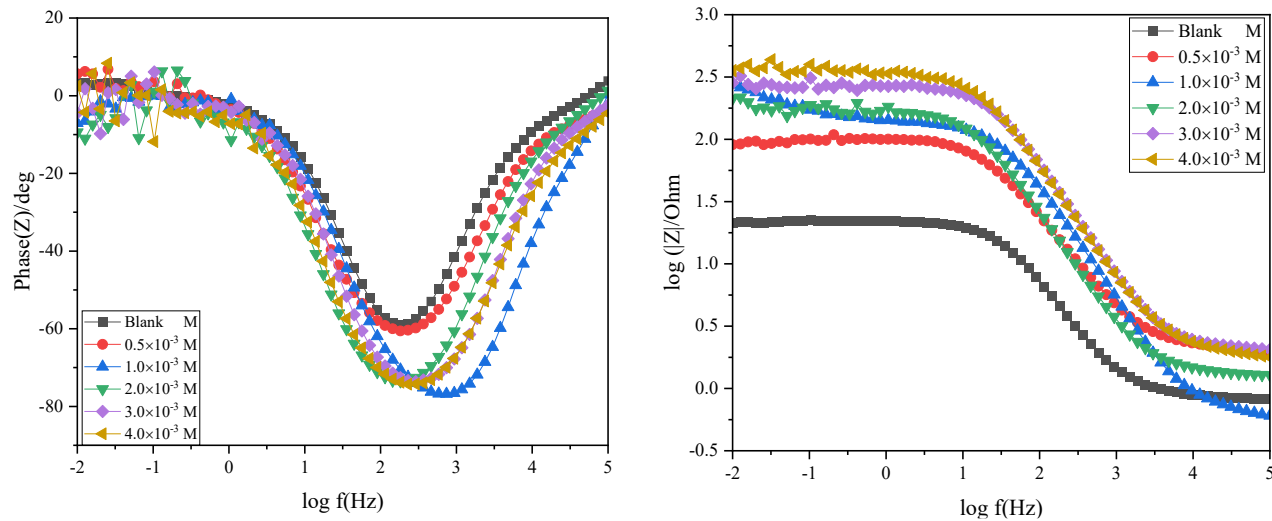 20
0
-20
-40
-60
-80
Phase(Z)/deg
Blank M
0.5×10⁻³ M
1.0×10⁻³ M
2.0×10⁻³ M
3.0×10⁻³ M
4.0×10⁻³ M
-2 -1 0 1 2 3 4 5
log f(Hz)
3.0
2.5
2.0
1.5
1.0
0.5
0.0
-0.5
log (|Z|/Ohm
Blank M
0.5×10⁻³ M
1.0×10⁻³ M
2.0×10⁻³ M
3.0×10⁻³ M
4.0×10⁻³ M
-2 -1 0 1 2 3 4 5
log f(Hz)